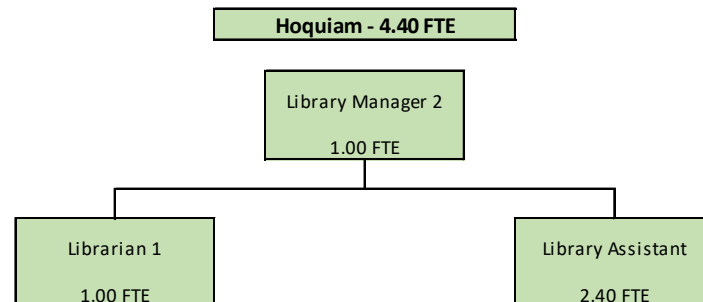 Hoquiam - 4.40 FTE
Library Manager 2
1.00 FTE
Librarian 1
1.00 FTE
Library Assistant
2.40 FTE